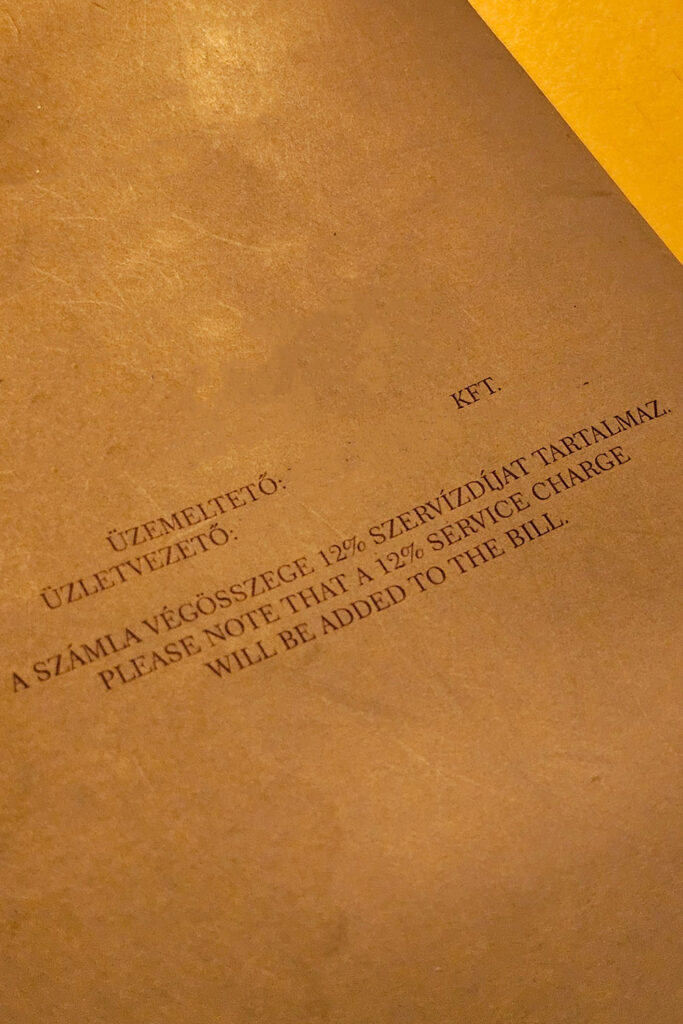 ÜZEMELTETŐ: KFT.
ÜZLETVEZETŐ:
A SZÁMLA VÉGÖSSZEGE 12% SZERVÍZDÍJAT TARTALMAZ.
PLEASE NOTE THAT A 12% SERVICE CHARGE
WILL BE ADDED TO THE BILL.